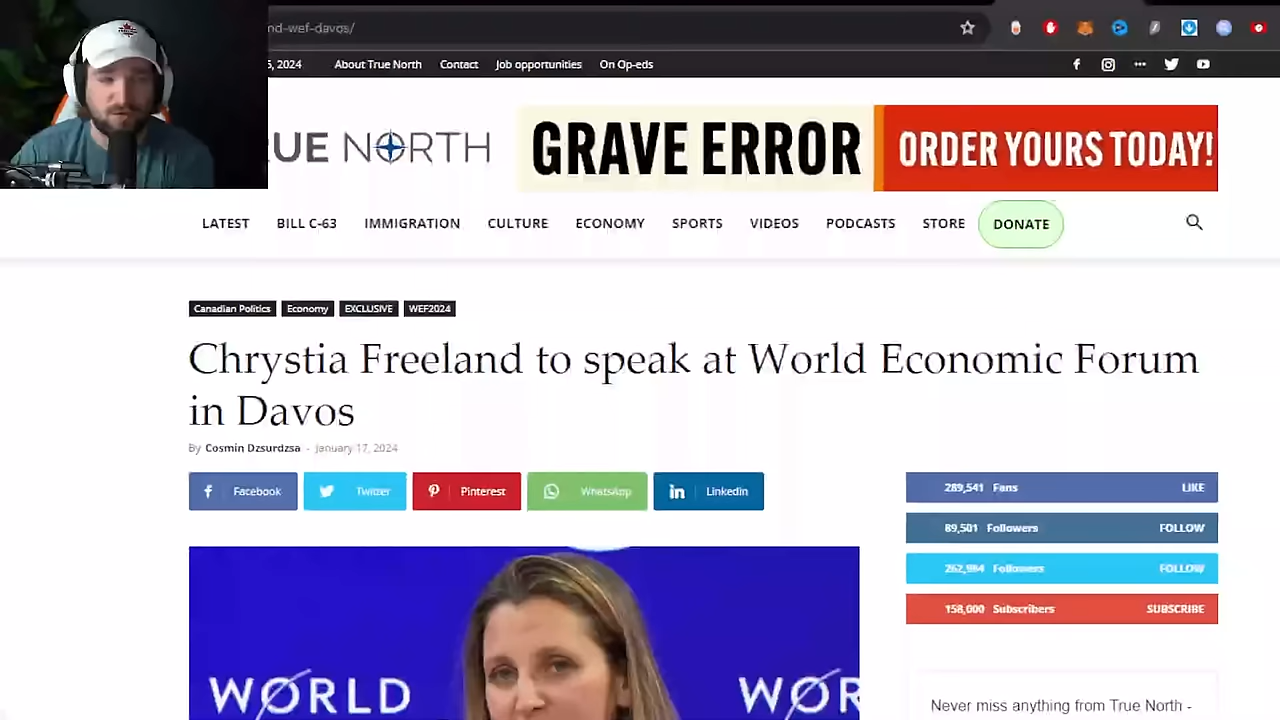 nd-wef-davos/
5, 2024 About True North Contact Job opportunities On Op-eds
RUE NORTH
GRAVE ERROR ORDER YOURS TODAY!
LATEST BILL C-63 IMMIGRATION CULTURE ECONOMY SPORTS VIDEOS PODCASTS STORE DONATE
Canadian Politics Economy EXCLUSIVE WEF2024
Chrystia Freeland to speak at World Economic Forum
in Davos
By Cosmin Dzsurdzsa - January 17, 2024
Facebook Twitter Pinterest WhatsApp Linkedin
289,541 Fans LIKE
89,501 Followers FOLLOW
262,984 Followers FOLLOW
158,000 Subscribers SUBSCRIBE
WORLD WOR
Never miss anything from True North -